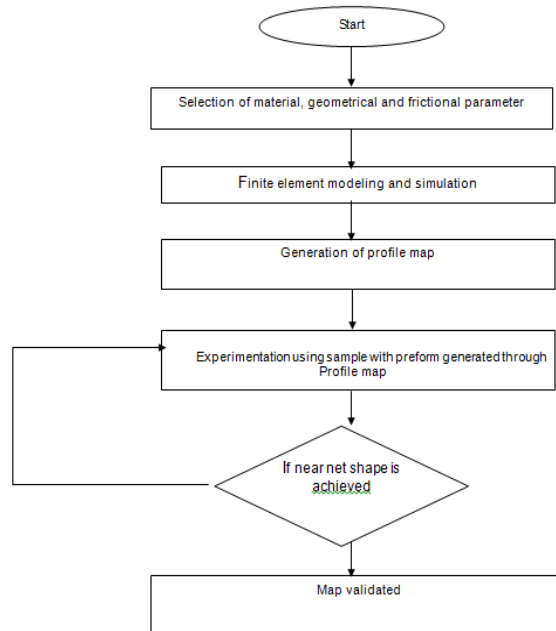 Start
Selection of material, geometrical and frictional parameter
Finite element modeling and simulation
Generation of profile map
Experimentation using sample with preform generated through
Profile map
If near net shape is
achieved
Map validated